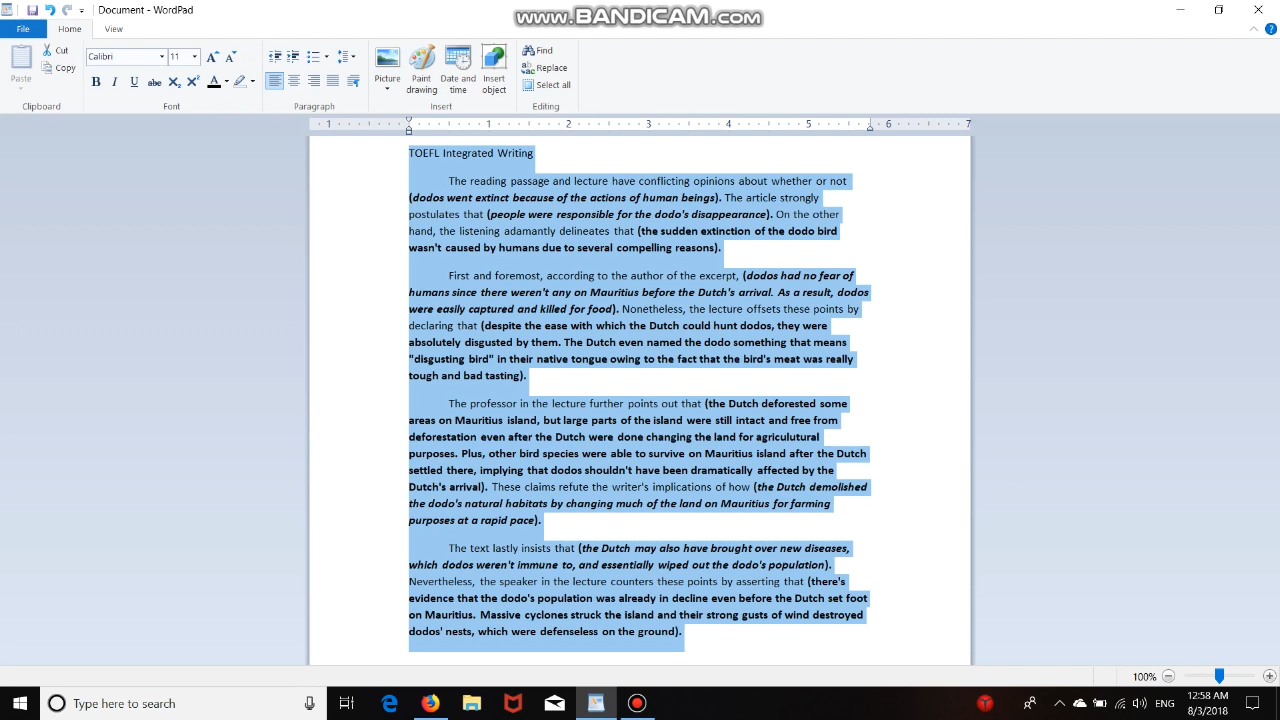 Document - WordPad
www.BANDICAM.com
File
Home
View
Paste
Cut
Copy
Clipboard
Calibri
11
B I U abc X₂ X² A
Font
Paragraph
Picture
Paint drawing
Date and time
Insert object
Insert
Find
Replace
Select all
Editing
1 1 2 3 4 5 6 7
TOEFL Integrated Writing
The reading passage and lecture have conflicting opinions about whether or not
(dodos went extinct because of the actions of human beings). The article strongly
postulates that (people were responsible for the dodo's disappearance). On the other
hand, the listening adamantly delineates that (the sudden extinction of the dodo bird
wasn't caused by humans due to several compelling reasons).
First and foremost, according to the author of the excerpt, (dodos had no fear of
humans since there weren't any on Mauritius before the Dutch's arrival. As a result, dodos
were easily captured and killed for food). Nonetheless, the lecture offsets these points by
declaring that (despite the ease with which the Dutch could hunt dodos, they were
absolutely disgusted by them. The Dutch even named the dodo something that means
"disgusting bird" in their native tongue owing to the fact that the bird's meat was really
tough and bad tasting).
The professor in the lecture further points out that (the Dutch deforested some
areas on Mauritius island, but large parts of the island were still intact and free from
deforestation even after the Dutch were done changing the land for agriculutural
purposes. Plus, other bird species were able to survive on Mauritius island after the Dutch
settled there, implying that dodos shouldn't have been dramatically affected by the
Dutch's arrival). These claims refute the writer's implications of how (the Dutch demolished
the dodo's natural habitats by changing much of the land on Mauritius for farming
purposes at a rapid pace).
The text lastly insists that (the Dutch may also have brought over new diseases,
which dodos weren't immune to, and essentially wiped out the dodo's population).
Nevertheless, the speaker in the lecture counters these points by asserting that (there's
evidence that the dodo's population was already in decline even before the Dutch set foot
on Mauritius. Massive cyclones struck the island and their strong gusts of wind destroyed
dodos' nests, which were defenseless on the ground).
100%
Type here to search
ENG
12:58 AM
8/3/2018